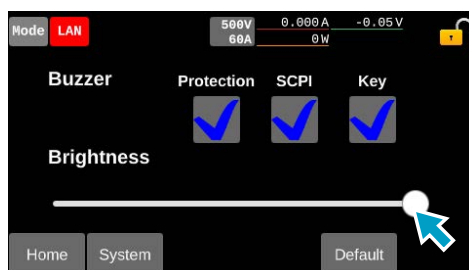 Mode LAN 500V 0.000A -0.05V
60A 0W
Buzzer Protection SCPI Key
Brightness
Home System Default